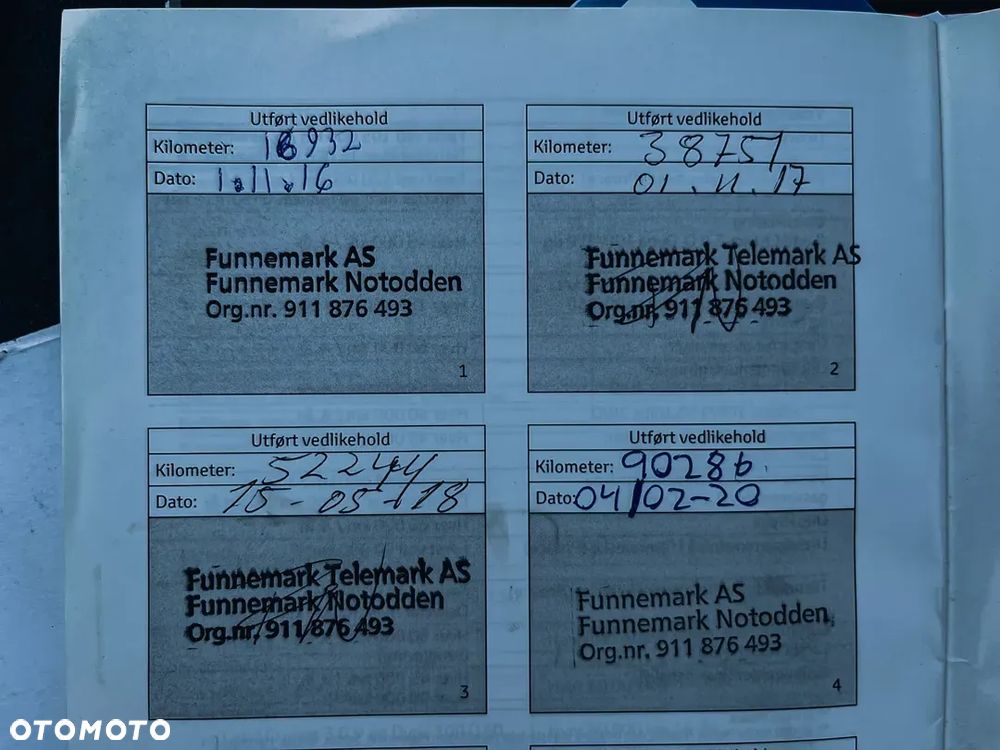 Utført vedlikehold
Kilometer: 16932
Dato: 1.11.16
Funnemark AS
Funnemark Notodden
Org.nr. 911 876 493
1
Utført vedlikehold
Kilometer: 38751
Dato: 01.11.17
Funnemark Telemark AS
Funnemark Notodden
Org.nr. 911 876 493
2
Utført vedlikehold
Kilometer: 52244
Dato: 15-05-18
Funnemark Telemark AS
Funnemark Notodden
Org.nr. 911 876 493
3
Utført vedlikehold
Kilometer: 90286
Dato: 04/02-20
Funnemark AS
Funnemark Notodden
Org.nr. 911 876 493
4
OTOMOTO